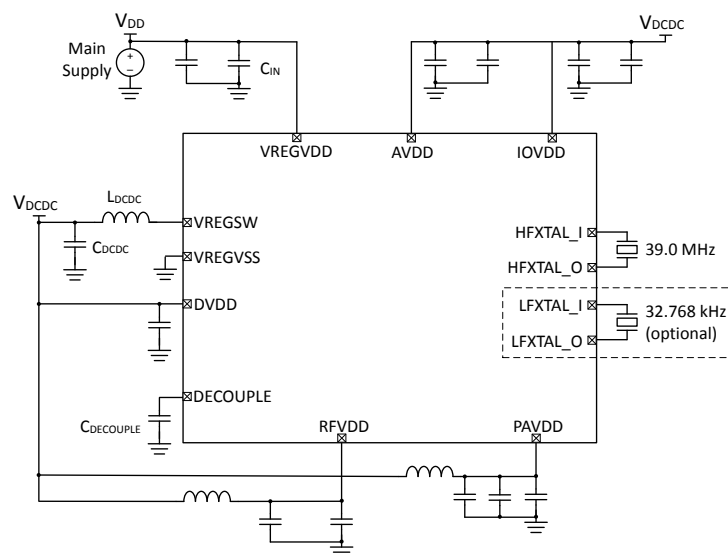 VDD
VDCDC
Main
Supply
+
–
CIN
VREGVDD
AVDD
IOVDD
VDCDC
LDCDC
VREGSW
CDCDC
VREGVSS
DVDD
DECOUPLE
CDECOUPLE
HFXTAL_I
39.0 MHz
HFXTAL_O
LFXTAL_I
32.768 kHz
(optional)
LFXTAL_O
RFVDD
PAVDD